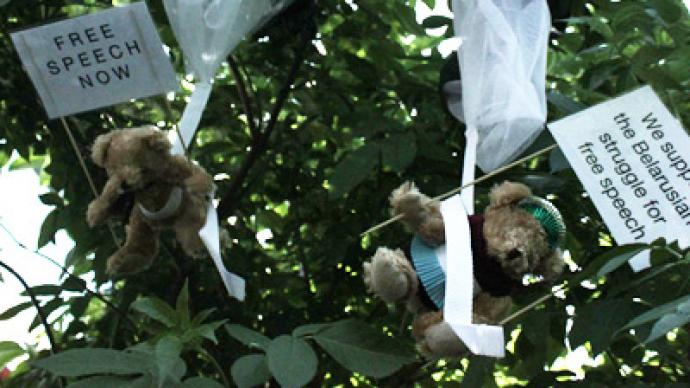 FREE
SPEECH
NOW
We supp
the Belarusian
struggle for
free speech